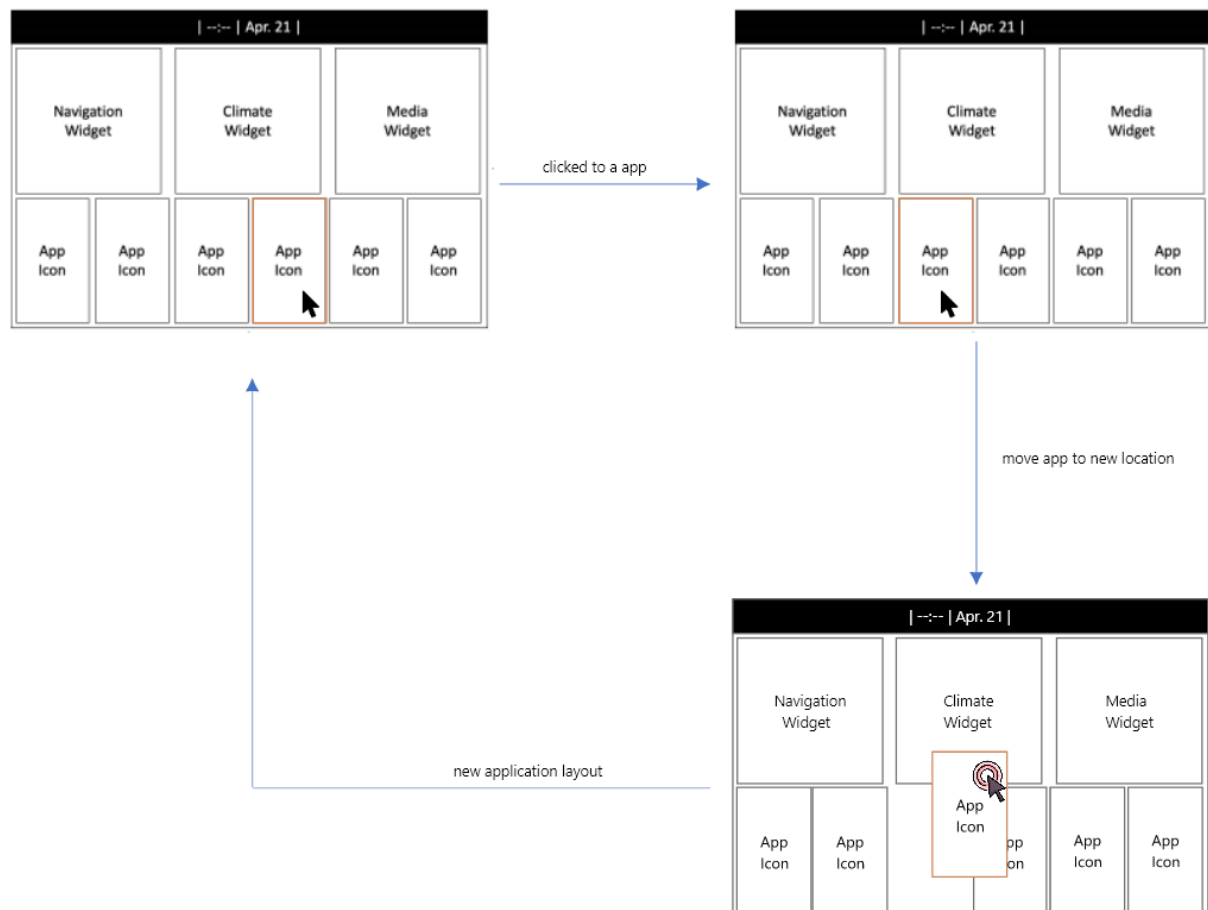 | --:-- | Apr. 21 |
Navigation
Widget
Climate
Widget
Media
Widget
App
Icon
App
Icon
App
Icon
App
Icon
App
Icon
App
Icon
clicked to a app
| --:-- | Apr. 21 |
Navigation
Widget
Climate
Widget
Media
Widget
App
Icon
App
Icon
App
Icon
App
Icon
App
Icon
App
Icon
move app to new location
| --:-- | Apr. 21 |
Navigation
Widget
Climate
Widget
Media
Widget
App
Icon
App
Icon
App
Icon
pp
on
App
Icon
App
Icon
new application layout